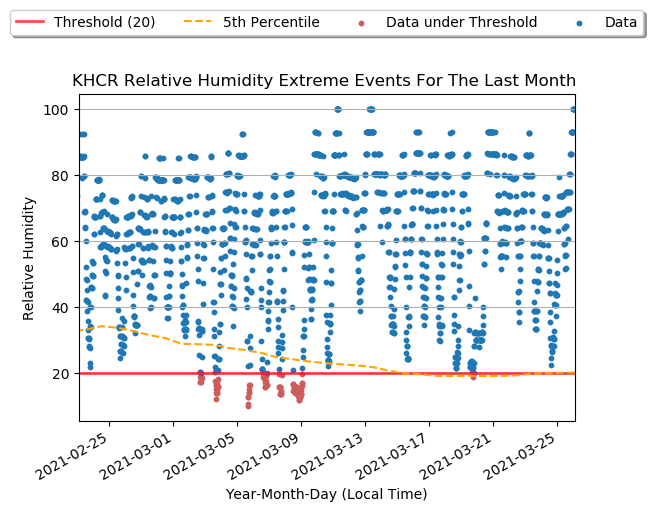 Threshold (20) 5th Percentile Data under Threshold Data
KHCR Relative Humidity Extreme Events For The Last Month
Relative Humidity
100
80
60
40
20
2021-02-25 2021-03-01 2021-03-05 2021-03-09 2021-03-13 2021-03-17 2021-03-21 2021-03-25
Year-Month-Day (Local Time)